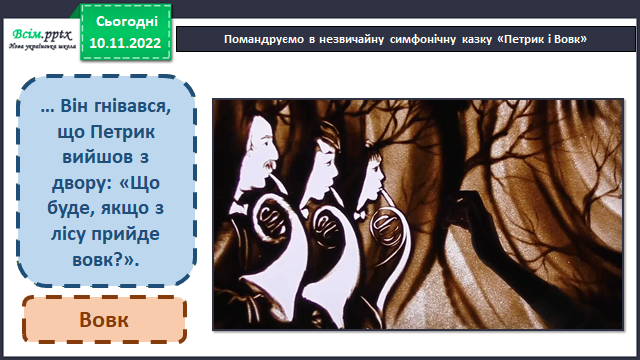 Всім.pptx
Нова українська школа
Сьогодні
10.11.2022
Помандруємо в незвичайну симфонічну казку «Петрик і Вовк»
... Він гнівався,
що Петрик
вийшов з
двору: «Що
буде, якщо з
лісу прийде
вовк?».
Вовк